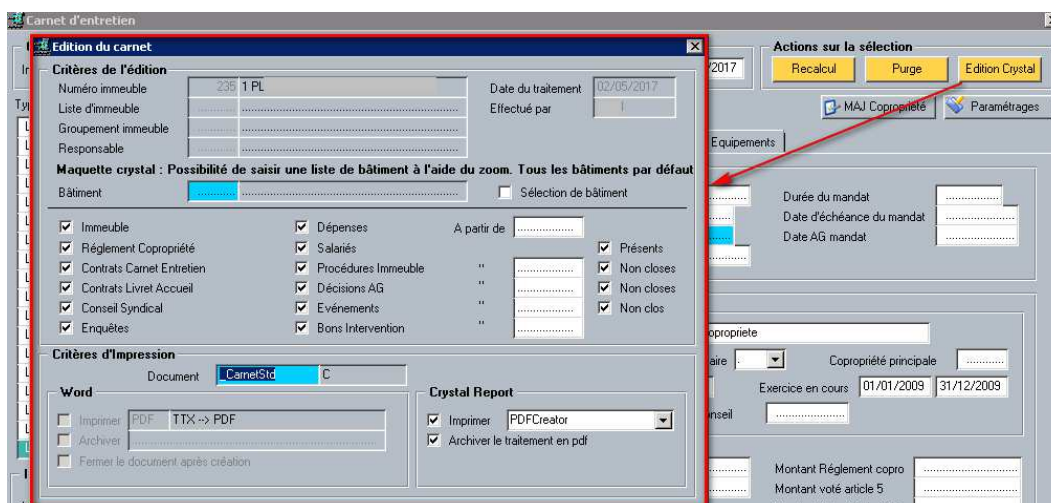 Carnet d'entretien
Edition du carnet
Critères de l'édition
Numéro immeuble 235 1 PL Date du traitement 02/05/2017
Liste d'immeuble Effectué par
Groupement immeuble
Responsable
Maquette crystal : Possibilité de saisir une liste de bâtiment à l'aide du zoom. Tous les bâtiments par défaut
Bâtiment Sélection de bâtiment
Immeuble Dépenses A partir de
Réglement Copropriété Salariés Présents
Contrats Carnet Entretien Procédures Immeuble " Non closes
Contrats Livret Accueil Décisions AG " Non closes
Conseil Syndical Evénements " Non clos
Enquêtes Bons Intervention "
Critères d'Impression
Document _CarnetStd C
Word
Imprimer PDF TTX --> PDF
Archiver
Fermer le document après création
Crystal Report
Imprimer PDFCreator
Archiver le traitement en pdf
/2017
Actions sur la sélection
Recalcul Purge Edition Crystal
MAJ Copropriété Paramétrages
Equipements
Durée du mandat
Date d'échéance du mandat
Date AG mandat
opropriete
aire Copropriété principale
Exercice en cours 01/01/2009 31/12/2009
nseil
Montant Réglement copro
Montant voté article 5